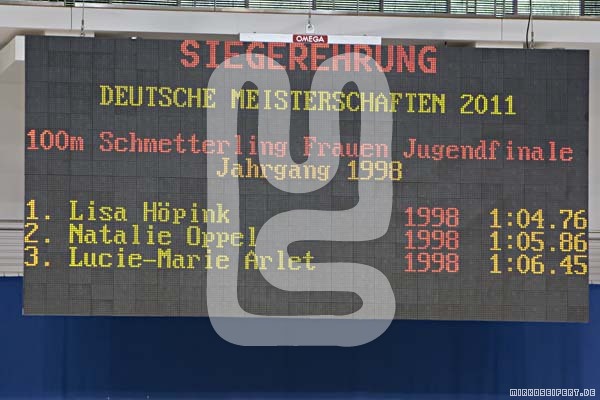 OMEGA
SIEGEREHRUNG
DEUTSCHE MEISTERSCHAFTEN 2011
100m Schmetterling Frauen Jugendfinale
Jahrgang 1998
1. Lisa Höpink 1998 1:04.76
2. Natalie Oppel 1998 1:05.86
3. Lucie-Marie Arlet 1998 1:06.45
MIRKOSEIFERT.DE